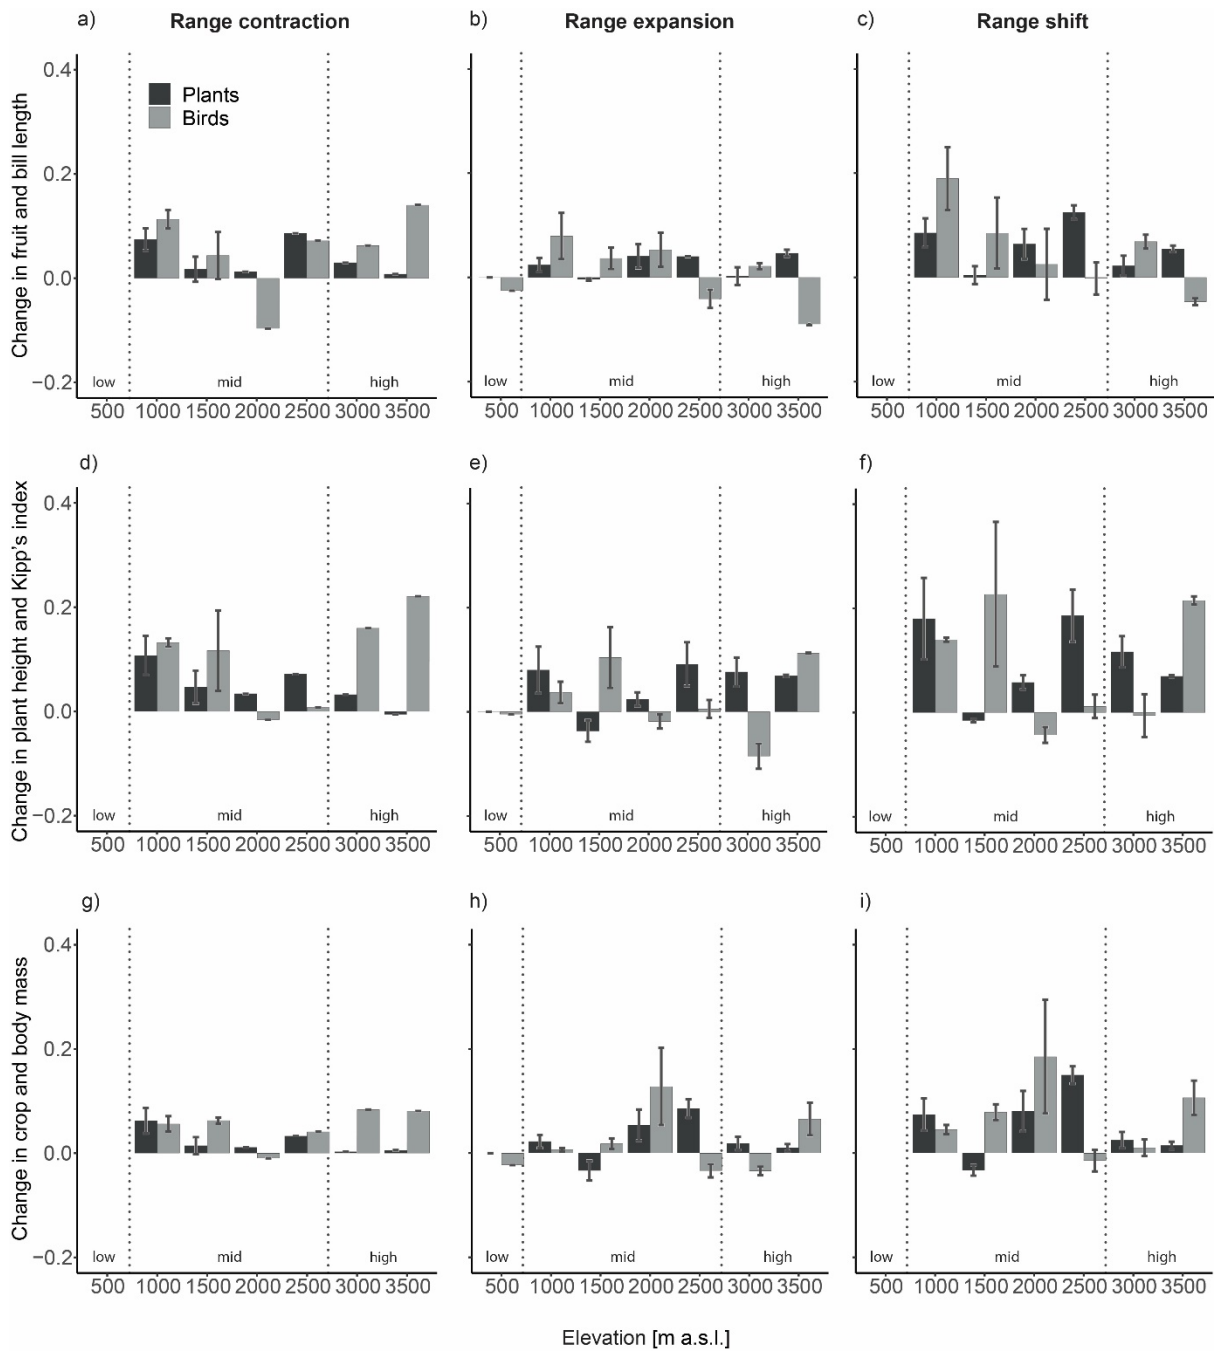 a) Range contraction
b) Range expansion
c) Range shift
Change in fruit and bill length
0.4
0.2
0.0
−0.2
Plants
Birds
low mid high
500 1000 1500 2000 2500 3000 3500
low mid high
500 1000 1500 2000 2500 3000 3500
low mid high
500 1000 1500 2000 2500 3000 3500
d)
e)
f)
Change in plant height and Kipp's index
0.4
0.2
0.0
−0.2
low mid high
500 1000 1500 2000 2500 3000 3500
low mid high
500 1000 1500 2000 2500 3000 3500
low mid high
500 1000 1500 2000 2500 3000 3500
g)
h)
i)
Change in crop and body mass
0.4
0.2
0.0
−0.2
low mid high
500 1000 1500 2000 2500 3000 3500
low mid high
500 1000 1500 2000 2500 3000 3500
low mid high
500 1000 1500 2000 2500 3000 3500
Elevation [m a.s.l.]